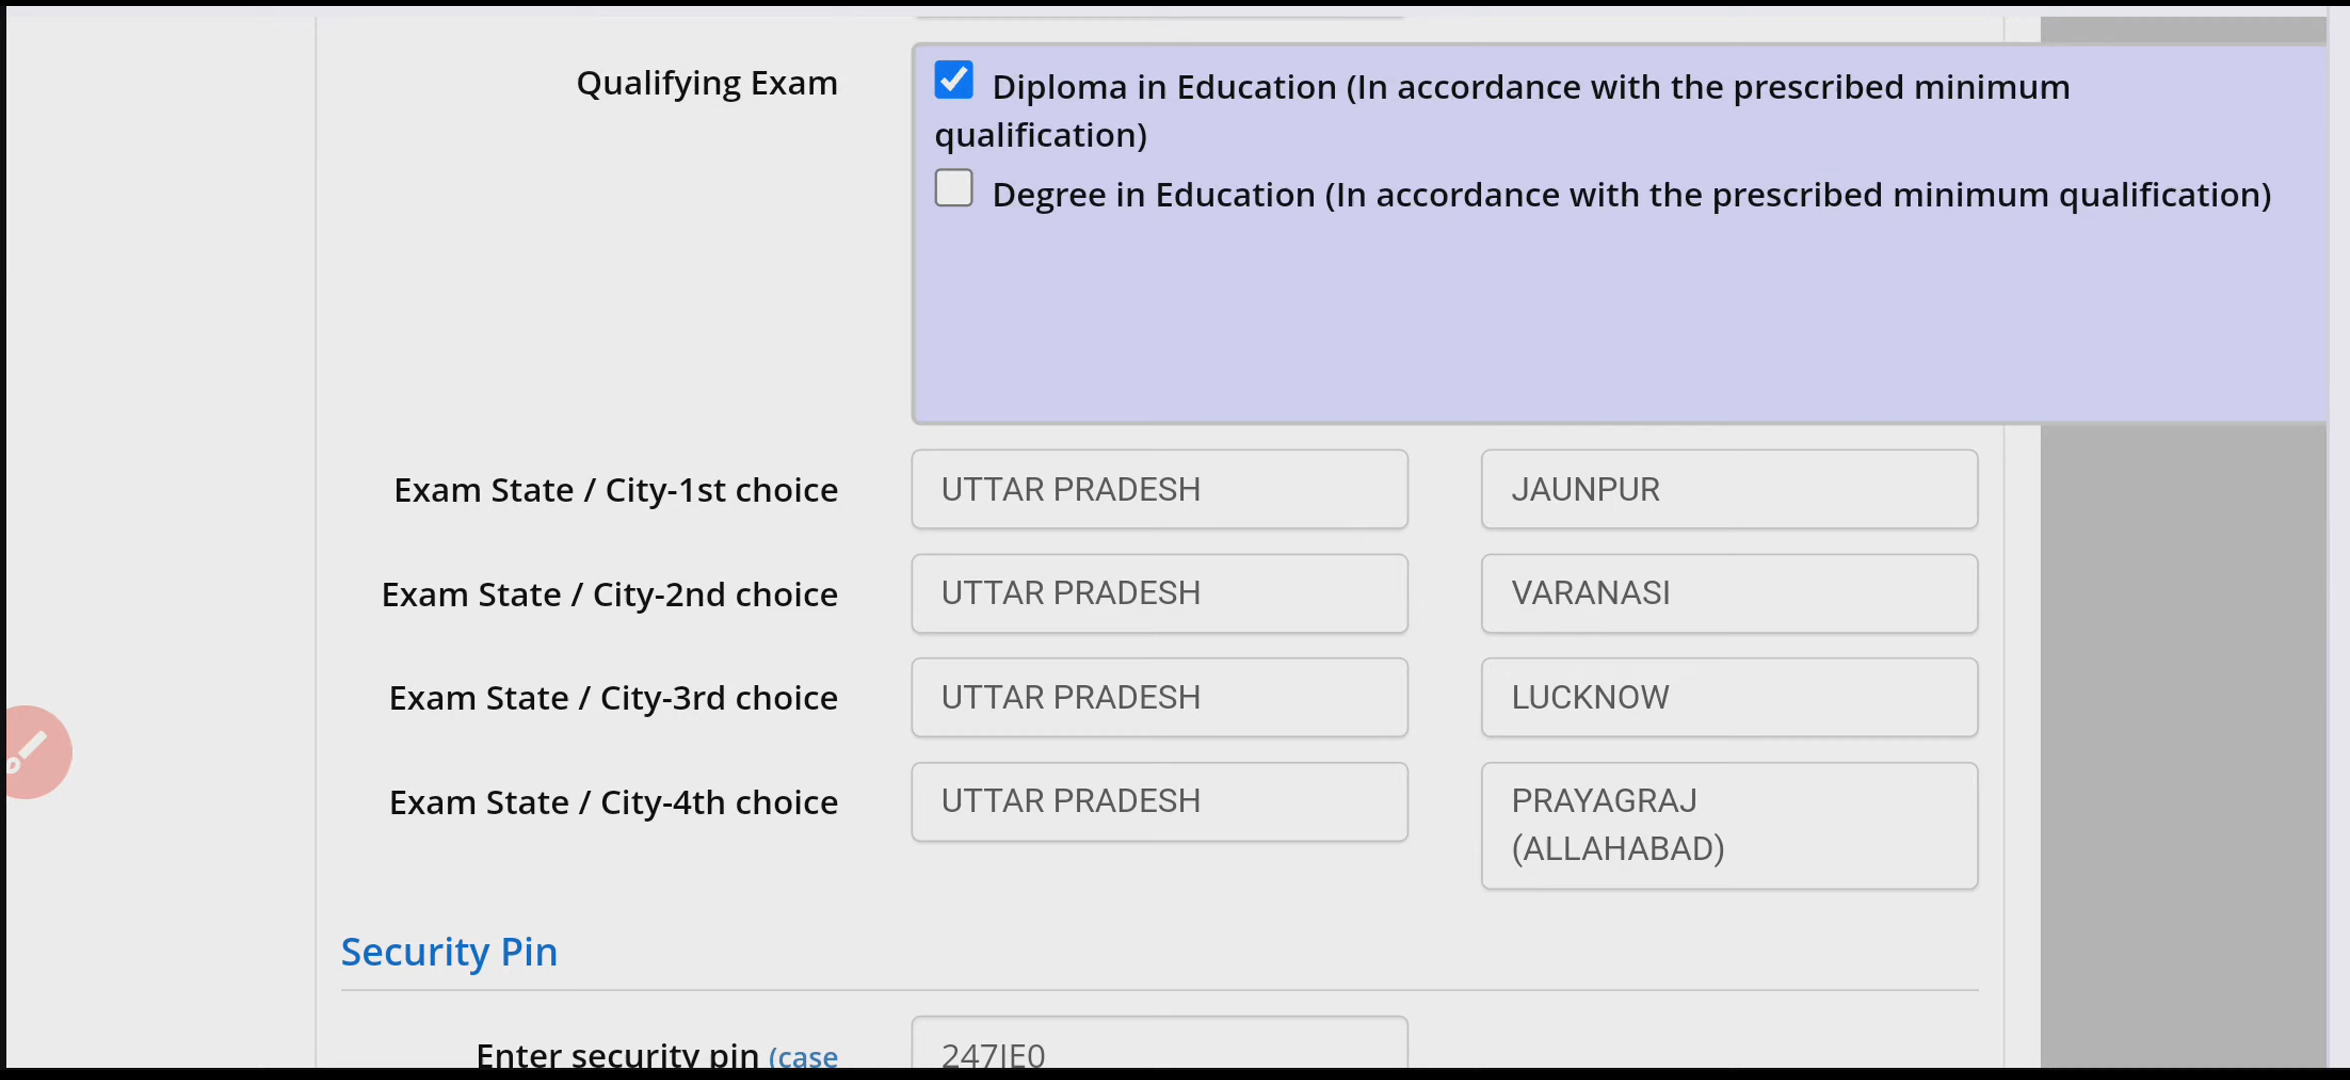 Qualifying Exam
Diploma in Education (In accordance with the prescribed minimum
qualification)
Degree in Education (In accordance with the prescribed minimum qualification)
Exam State / City-1st choice UTTAR PRADESH JAUNPUR
Exam State / City-2nd choice UTTAR PRADESH VARANASI
Exam State / City-3rd choice UTTAR PRADESH LUCKNOW
Exam State / City-4th choice UTTAR PRADESH PRAYAGRAJ
(ALLAHABAD)
Security Pin
Enter security pin (case